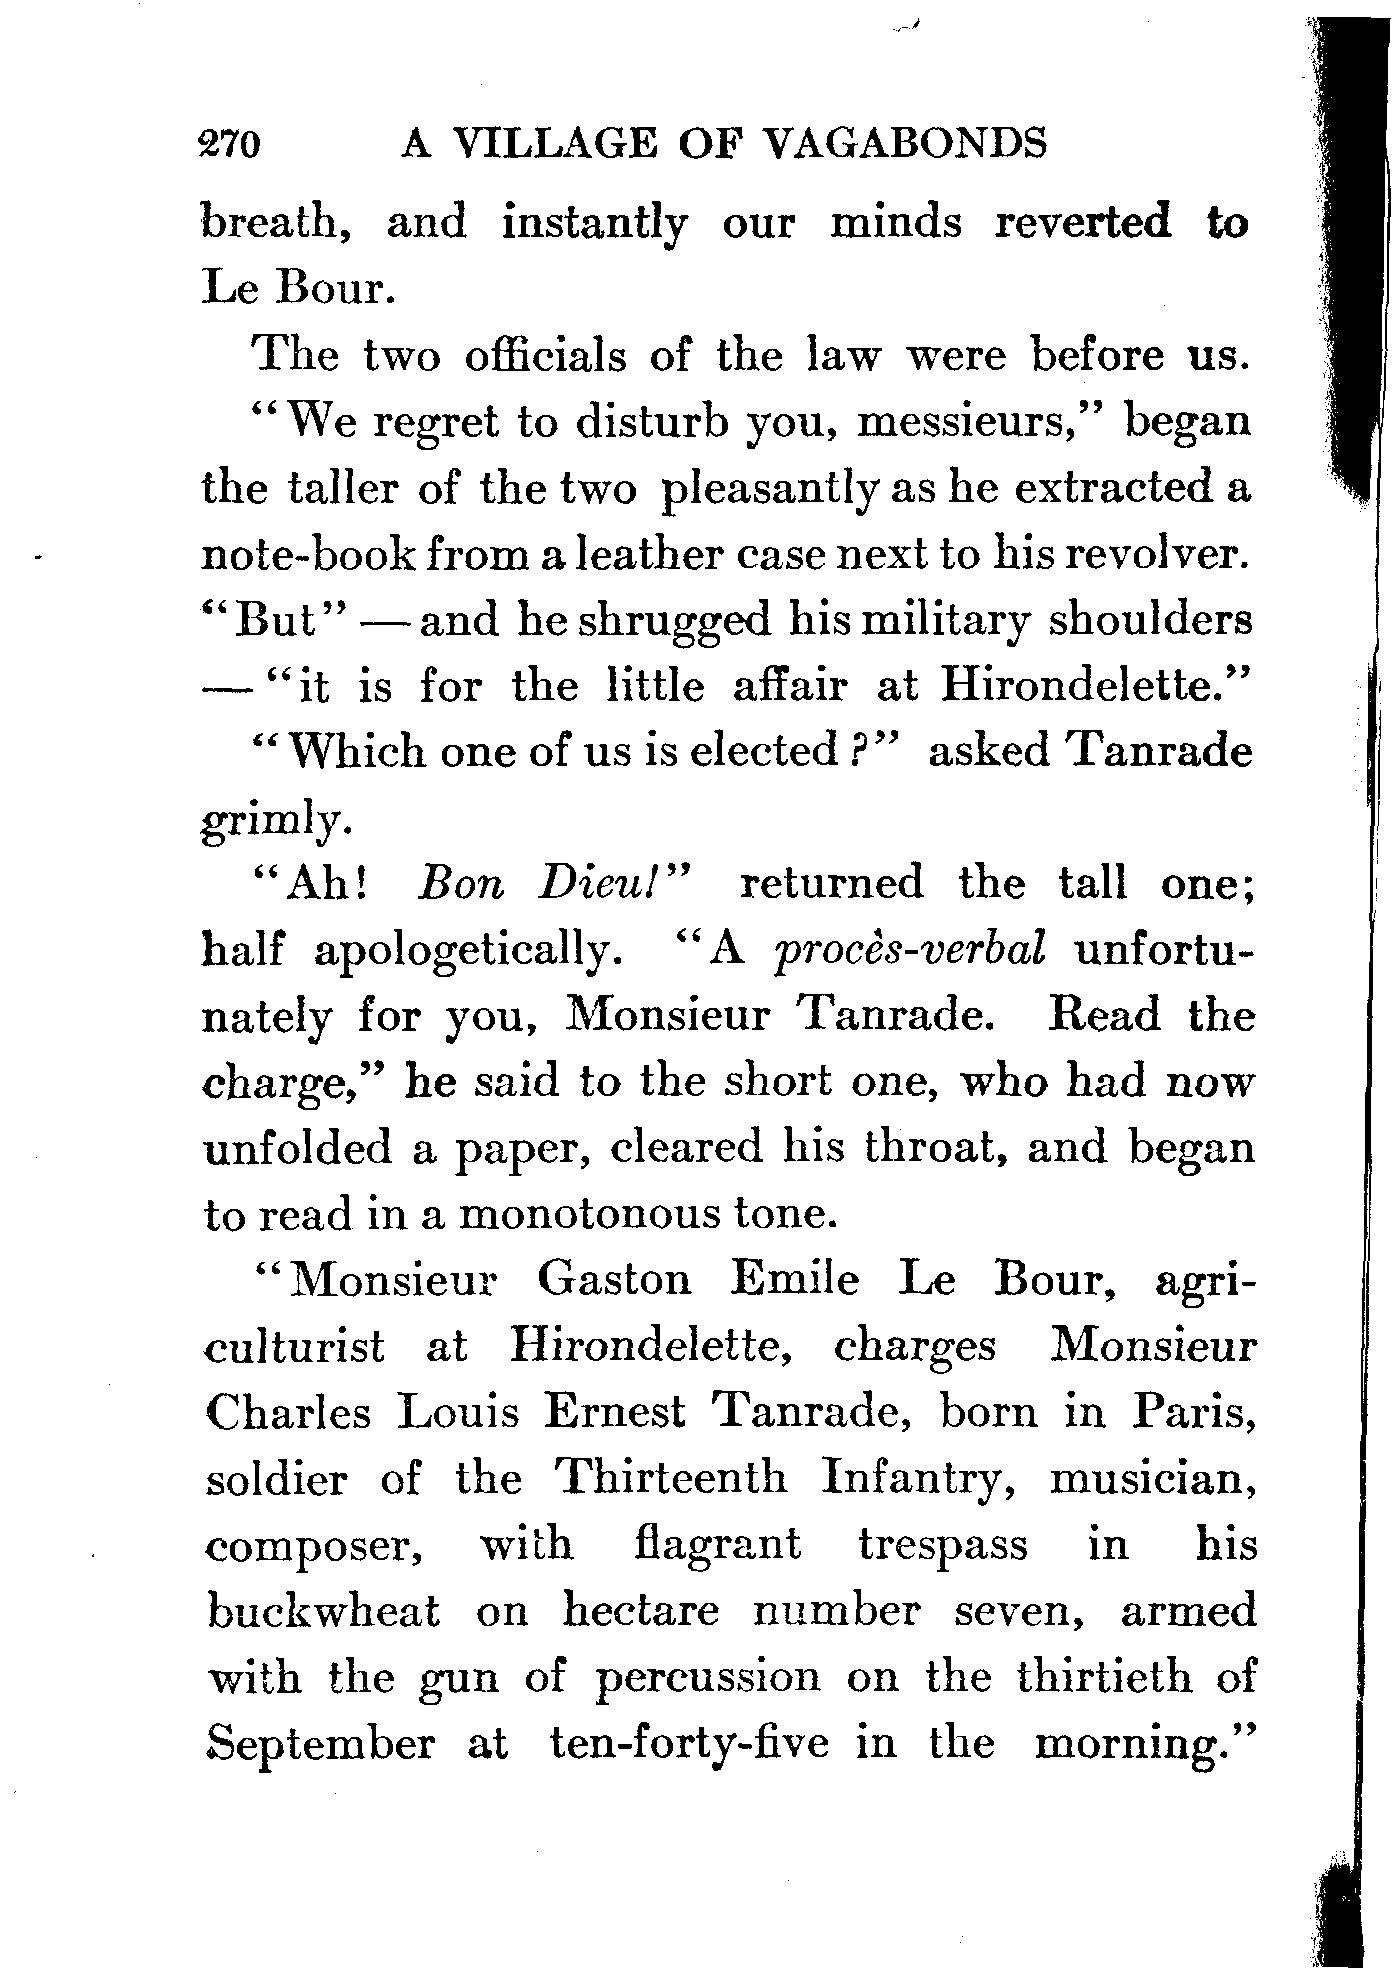 270 A VILLAGE OF VAGABONDS
breath, and instantly our minds reverted to
Le Bour.
The two officials of the law were before us.
“We regret to disturb you, messieurs,” began
the taller of the two pleasantly as he extracted a
note-book from a leather case next to his revolver.
“But” — and he shrugged his military shoulders
— “it is for the little affair at Hirondelette.”
“Which one of us is elected?” asked Tanrade
grimly.
“Ah! Bon Dieu!” returned the tall one;
half apologetically. “A procès-verbal unfortu-
nately for you, Monsieur Tanrade. Read the
charge,” he said to the short one, who had now
unfolded a paper, cleared his throat, and began
to read in a monotonous tone.
“Monsieur Gaston Emile Le Bour, agri-
culturist at Hirondelette, charges Monsieur
Charles Louis Ernest Tanrade, born in Paris,
soldier of the Thirteenth Infantry, musician,
composer, with flagrant trespass in his
buckwheat on hectare number seven, armed
with the gun of percussion on the thirtieth of
September at ten-forty-five in the morning.”